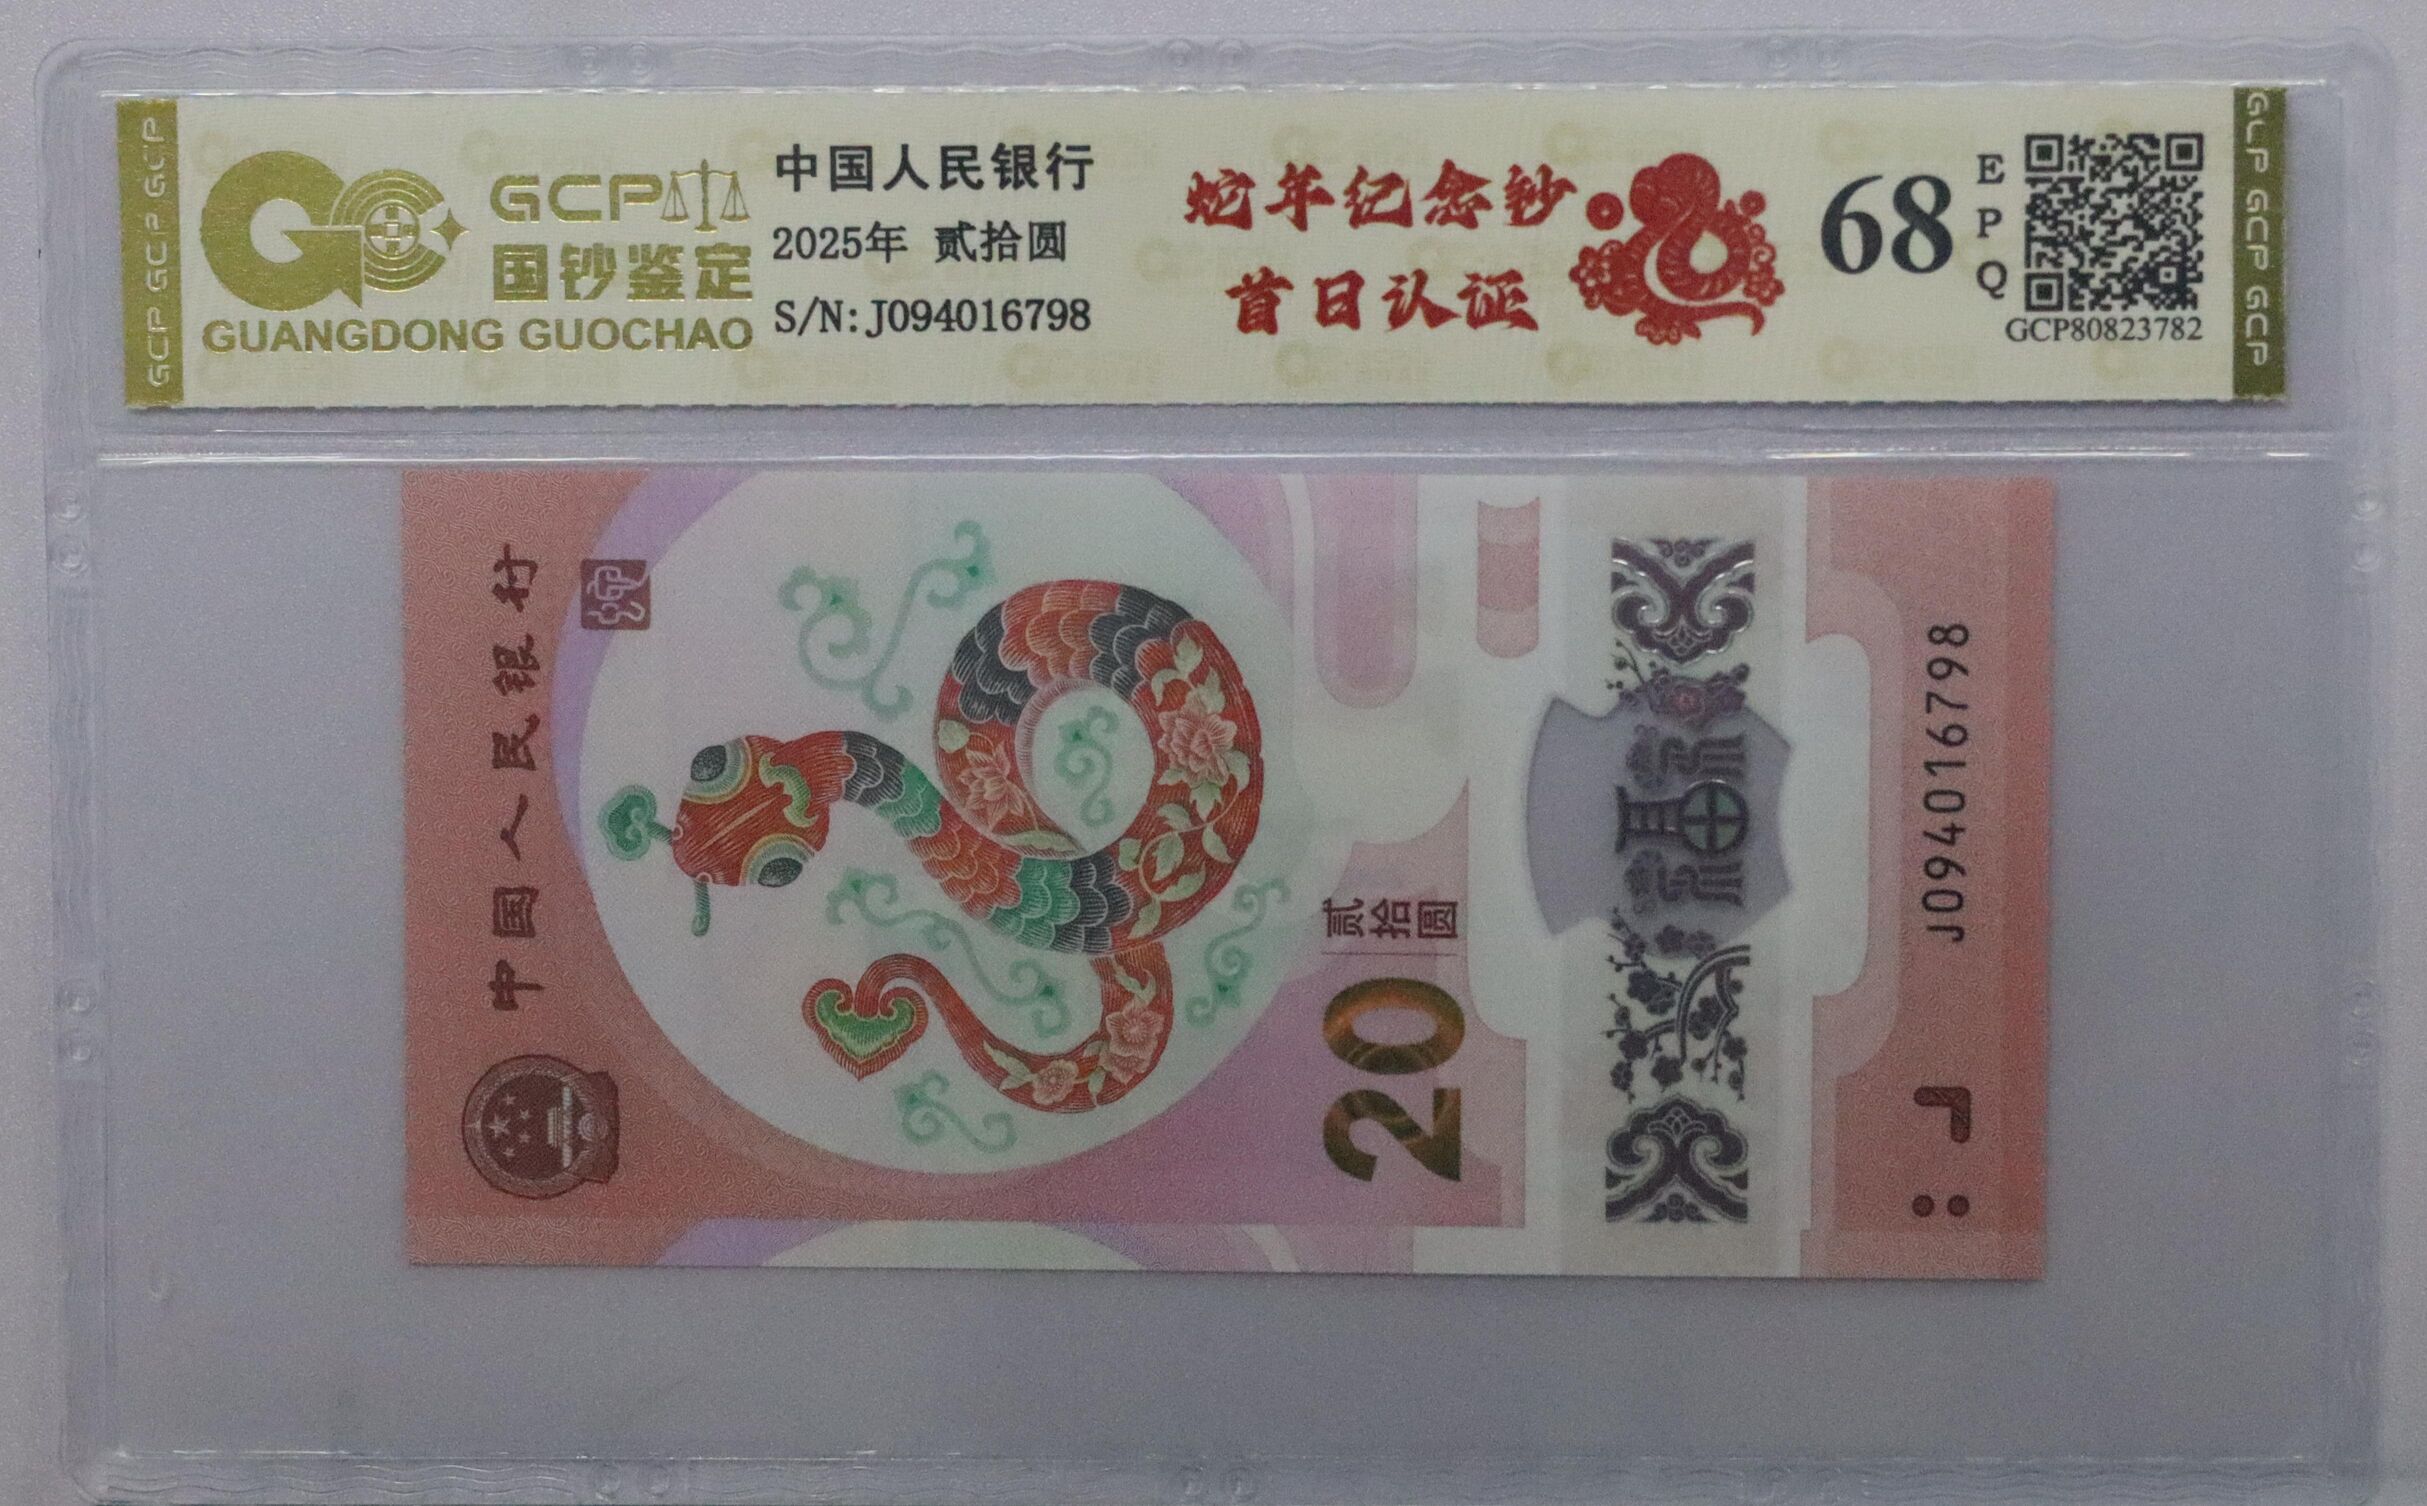 GCP GCP GCP
GCP
国钞鉴定
GUANGDONG GUOCHAO
中国人民银行
2025年 贰拾圆
S/N:J094016798
蛇年纪念钞
首日认证
68
EPQ
GCP80823782
GCP GCP GCP
中国人民银行
20
贰拾圆
J094016798